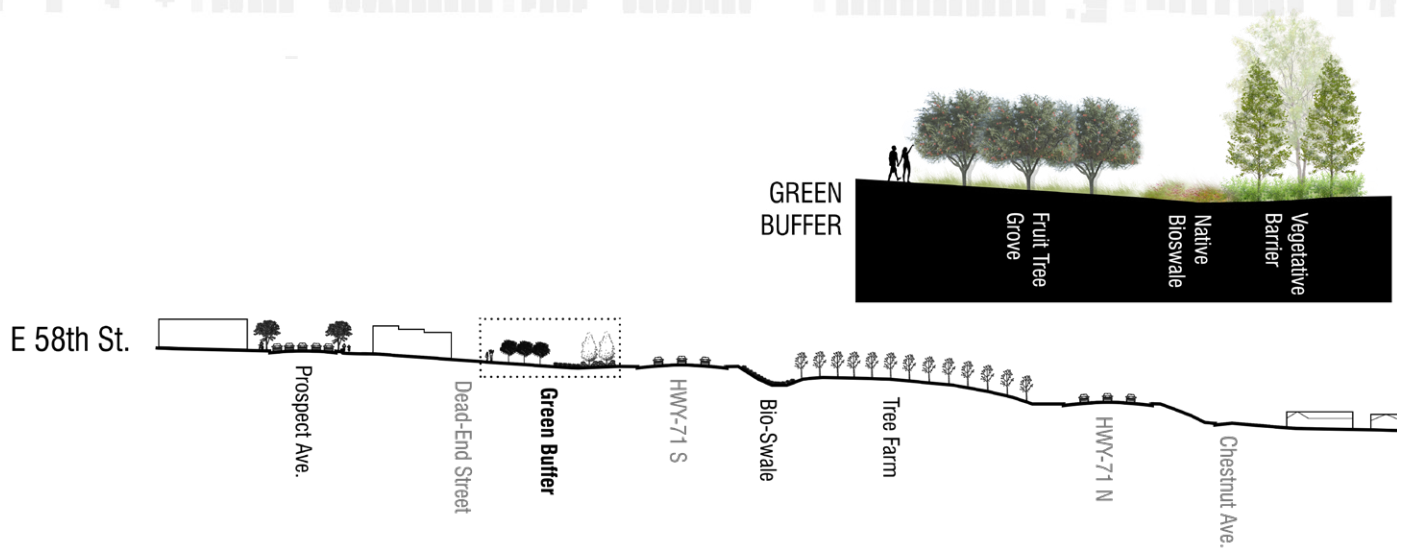 GREEN
BUFFER
Fruit Tree
Grove
Native
Bioswale
Vegetative
Barrier
E 58th St.
Prospect Ave.
Dead-End Street
Green Buffer
HWY-71 S
Bio-Swale
Tree Farm
HWY-71 N
Chestnut Ave.